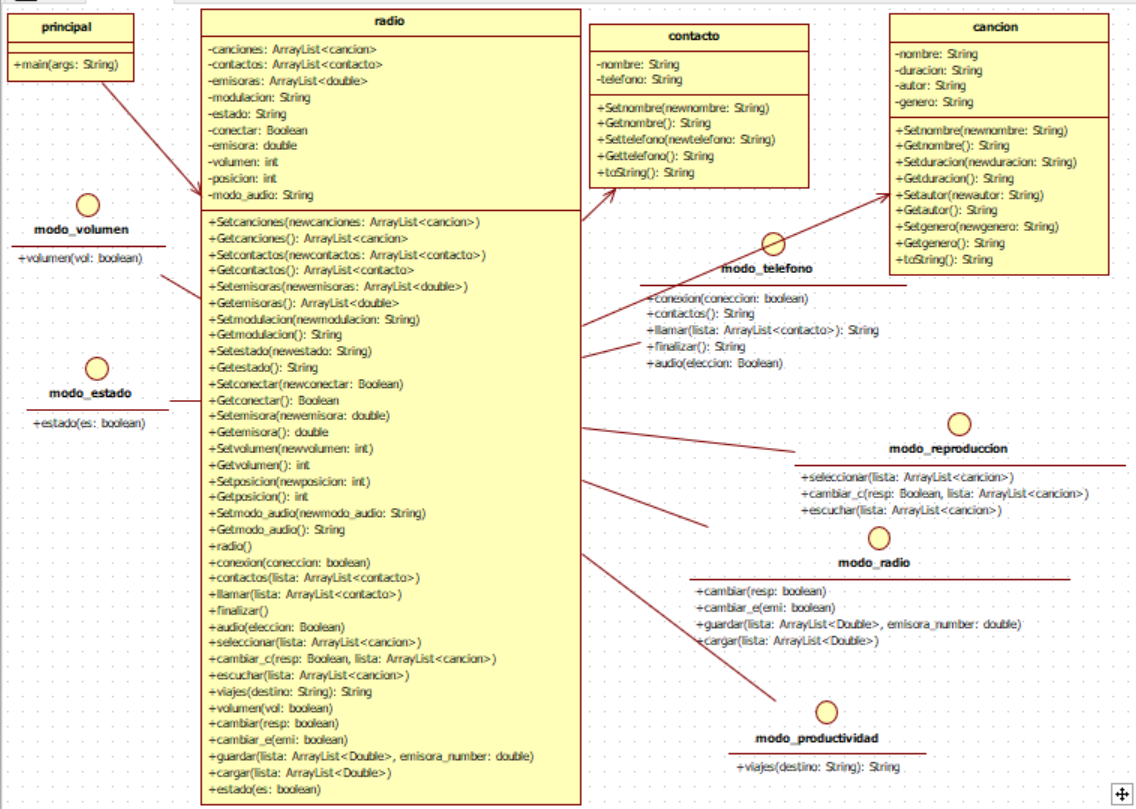 principal
+main(args: String)
radio
-canciones: ArrayList<cancion>
-contactos: ArrayList<contacto>
-emisoras: ArrayList<double>
-modulacion: String
-estado: String
-conectar: Boolean
-emisora: double
-volumen: int
-posicion: int
-modo_audio: String
+Setcanciones(newcanciones: ArrayList<cancion>)
+Getcanciones(): ArrayList<cancion>
+Setcontactos(newcontactos: ArrayList<contacto>)
+Getcontactos(): ArrayList<contacto>
+Setemisoras(newemisoras: ArrayList<double>)
+Getemisoras(): ArrayList<double>
+Setmodulacion(newmodulacion: String)
+Getmodulacion(): String
+Setestado(newestado: String)
+Getestado(): String
+Setconectar(newconectar: Boolean)
+Getconectar(): Boolean
+Setemisora(newemisora: double)
+Getemisora(): double
+Setvolumen(newvolumen: int)
+Getvolumen(): int
+Setposicion(newposicion: int)
+Getposicion(): int
+Setmodo_audio(newmodo_audio: String)
+Getmodo_audio(): String
+radio()
+conexion(coneccion: boolean)
+contactos(lista: ArrayList<contacto>)
+llamar(lista: ArrayList<contacto>)
+finalizar()
+audio(eleccion: Boolean)
+seleccionar(lista: ArrayList<cancion>)
+cambiar_c(resp: Boolean, lista: ArrayList<cancion>)
+escuchar(lista: ArrayList<cancion>)
+viajes(destino: String): String
+volumen(vol: boolean)
+cambiar(resp: boolean)
+cambiar_e(emi: boolean)
+guardar(lista: ArrayList<Double>, emisora_number: double)
+cargar(lista: ArrayList<Double>)
+estado(es: boolean)
contacto
-nombre: String
-telefono: String
+Setnombre(newnombre: String)
+Getnombre(): String
+Settelefono(newtelefono: String)
+Gettelefono(): String
+toString(): String
cancion
-nombre: String
-duracion: String
-autor: String
-genero: String
+Setnombre(newnombre: String)
+Getnombre(): String
+Setduracion(newduracion: String)
+Getduracion(): String
+Setautor(newautor: String)
+Getautor(): String
+Setgenero(newgenero: String)
+Getgenero(): String
+toString(): String
modo_volumen
+volumen(vol: boolean)
modo_estado
+estado(es: boolean)
modo_telefono
+conexion(coneccion: boolean)
+contactos(): String
+llamar(lista: ArrayList<contacto>): String
+finalizar(): String
+audio(eleccion: Boolean)
modo_reproduccion
+seleccionar(lista: ArrayList<cancion>)
+cambiar_c(resp: Boolean, lista: ArrayList<cancion>)
+escuchar(lista: ArrayList<cancion>)
modo_radio
+cambiar(resp: boolean)
+cambiar_e(emi: boolean)
+guardar(lista: ArrayList<Double>, emisora_number: double)
+cargar(lista: ArrayList<Double>)
modo_productividad
+viajes(destino: String): String